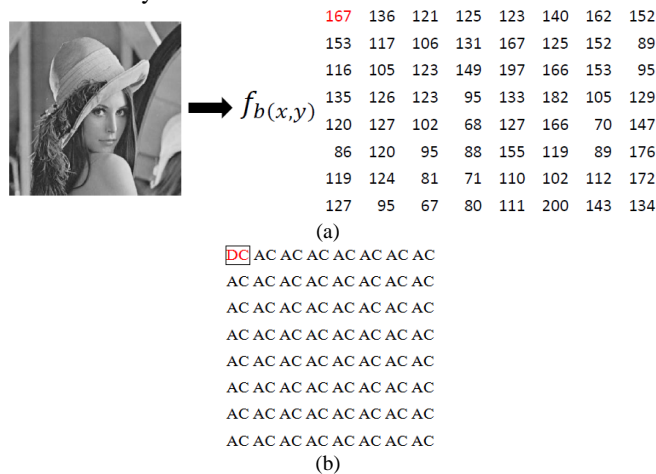 167 136 121 125 123 140 162 152
153 117 106 131 167 125 152 89
116 105 123 149 197 166 153 95
135 126 123 95 133 182 105 129
f_b(x,y)
120 127 102 68 127 166 70 147
86 120 95 88 155 119 89 176
119 124 81 71 110 102 112 172
127 95 67 80 111 200 143 134
(a)
DC AC AC AC AC AC AC AC
AC AC AC AC AC AC AC AC
AC AC AC AC AC AC AC AC
AC AC AC AC AC AC AC AC
AC AC AC AC AC AC AC AC
AC AC AC AC AC AC AC AC
AC AC AC AC AC AC AC AC
AC AC AC AC AC AC AC AC
(b)